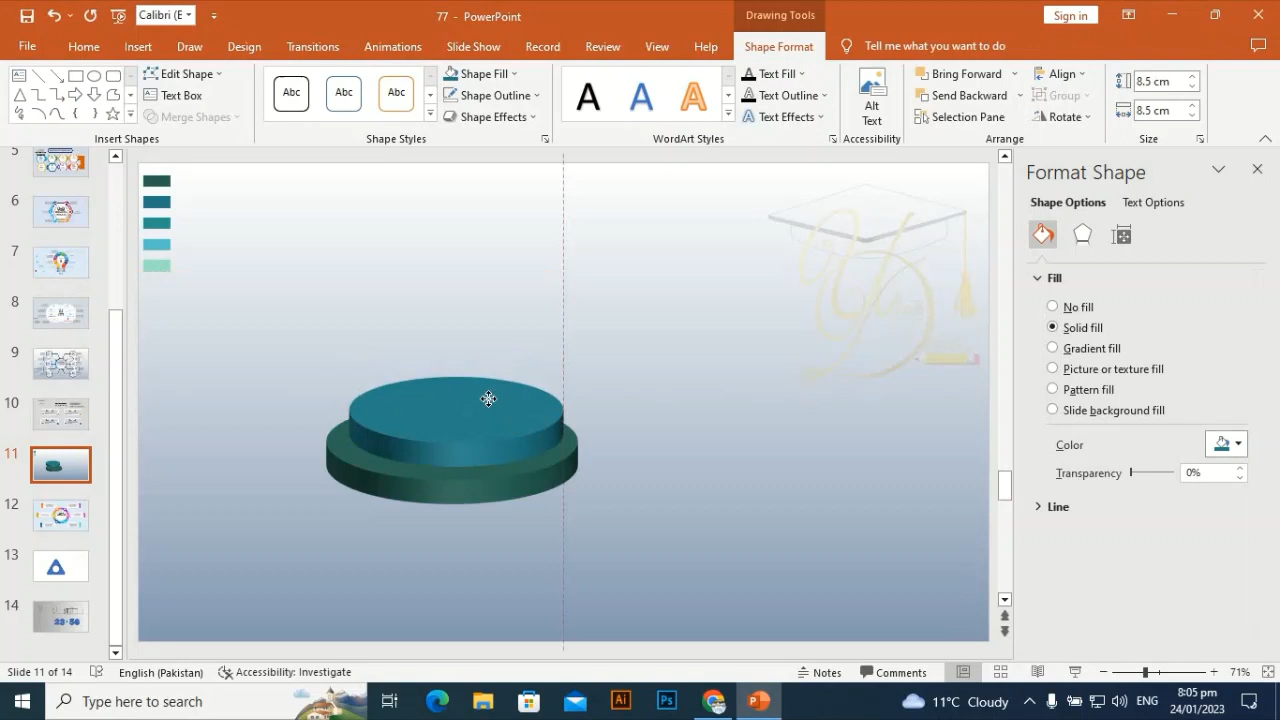 Calibri (E
77 - PowerPoint
Drawing Tools
Sign in
File
Home
Insert
Draw
Design
Transitions
Animations
Slide Show
Record
Review
View
Help
Shape Format
Tell me what you want to do
Edit Shape
Text Box
Merge Shapes
Insert Shapes
Abc
Abc
Abc
Shape Fill
Shape Outline
Shape Effects
Shape Styles
A
A
A
Text Fill
Text Outline
Text Effects
WordArt Styles
Alt
Text
Accessibility
Bring Forward
Send Backward
Selection Pane
Align
Group
Rotate
Arrange
8.5 cm
8.5 cm
Size
5
6
7
8
9
10
11
12
13
14
Format Shape
Shape Options
Text Options
Fill
No fill
Solid fill
Gradient fill
Picture or texture fill
Pattern fill
Slide background fill
Color
Transparency
0%
Line
Slide 11 of 14
English (Pakistan)
Accessibility: Investigate
Notes
Comments
71%
Type here to search
Ai
Ps
11°C Cloudy
ENG
8:05 pm
24/01/2023